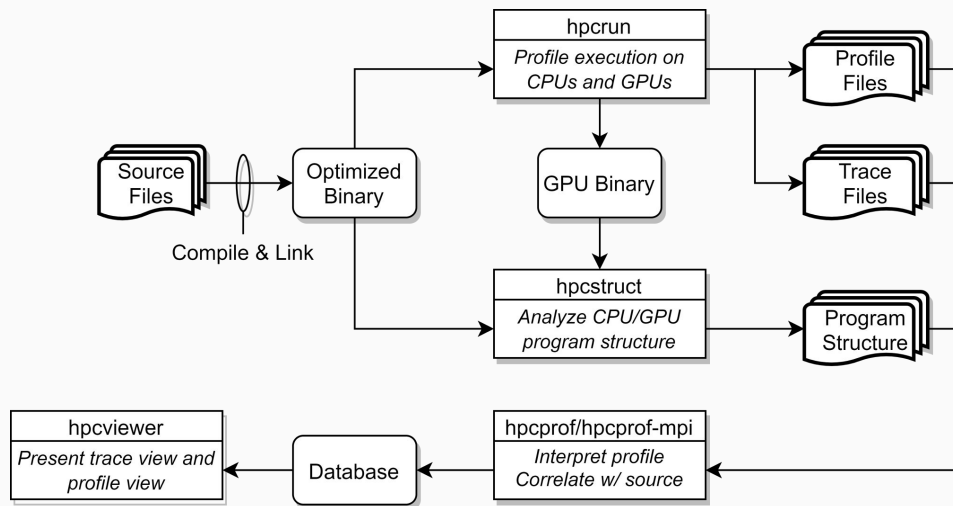 hpcrun
Profile execution on
CPUs and GPUs
Profile
Files
Source
Files
Optimized
Binary
GPU Binary
Trace
Files
Compile & Link
hpcstruct
Analyze CPU/GPU
program structure
Program
Structure
hpcviewer
Present trace view and
profile view
Database
hpcprof/hpcprof-mpi
Interpret profile
Correlate w/ source